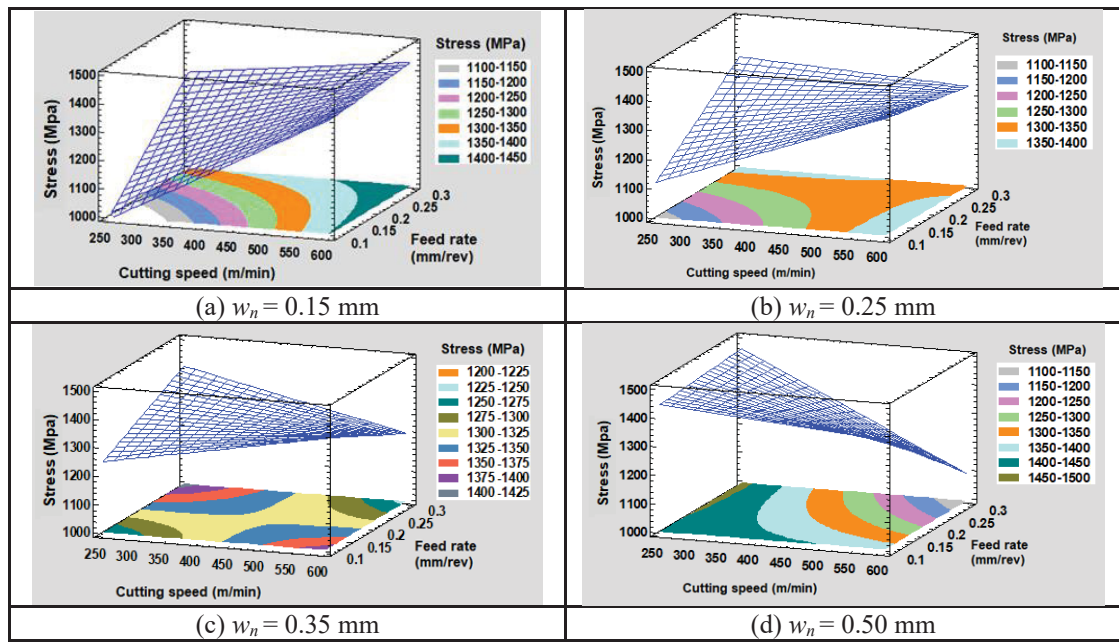 Stress (MPa)
1100-1150
1150-1200
1200-1250
1250-1300
1300-1350
1350-1400
1400-1450
Stress (Mpa)
1500
1400
1300
1200
1100
1000
250 300 350 400 450 500 550 600
Cutting speed (m/min)
0.1 0.15 0.2 0.25 0.3
Feed rate
(mm/rev)
(a) wn = 0.15 mm
Stress (MPa)
1100-1150
1150-1200
1200-1250
1250-1300
1300-1350
1350-1400
Stress (Mpa)
1500
1400
1300
1200
1100
1000
250 300 350 400 450 500 550 600
Cutting speed (m/min)
0.1 0.15 0.2 0.25 0.3
Feed rate
(mm/rev)
(b) wn = 0.25 mm
Stress (MPa)
1200-1225
1225-1250
1250-1275
1275-1300
1300-1325
1325-1350
1350-1375
1375-1400
1400-1425
Stress (Mpa)
1500
1400
1300
1200
1100
1000
250 300 350 400 450 500 550 600
Cutting speed (m/min)
0.1 0.15 0.2 0.25 0.3
Feed rate
(mm/rev)
(c) wn = 0.35 mm
Stress (MPa)
1100-1150
1150-1200
1200-1250
1250-1300
1300-1350
1350-1400
1400-1450
1450-1500
Stress (Mpa)
1500
1400
1300
1200
1100
1000
250 300 350 400 450 500 550 600
Cutting speed (m/min)
0.1 0.15 0.2 0.25 0.3
Feed rate
(mm/rev)
(d) wn = 0.50 mm